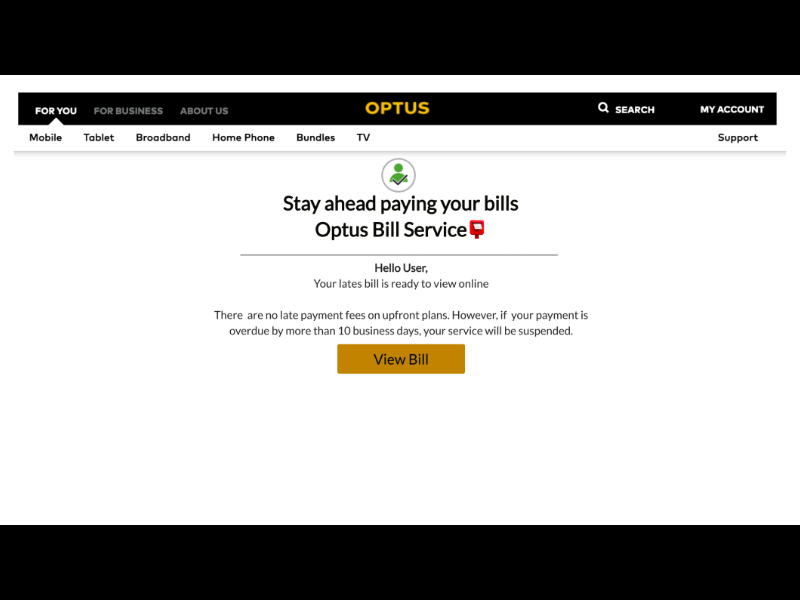 FOR YOU FOR BUSINESS ABOUT US OPTUS SEARCH MY ACCOUNT
Mobile Tablet Broadband Home Phone Bundles TV Support
Stay ahead paying your bills
Optus Bill Service
Hello User,
Your lates bill is ready to view online
There are no late payment fees on upfront plans. However, if your payment is
overdue by more than 10 business days, your service will be suspended.
View Bill